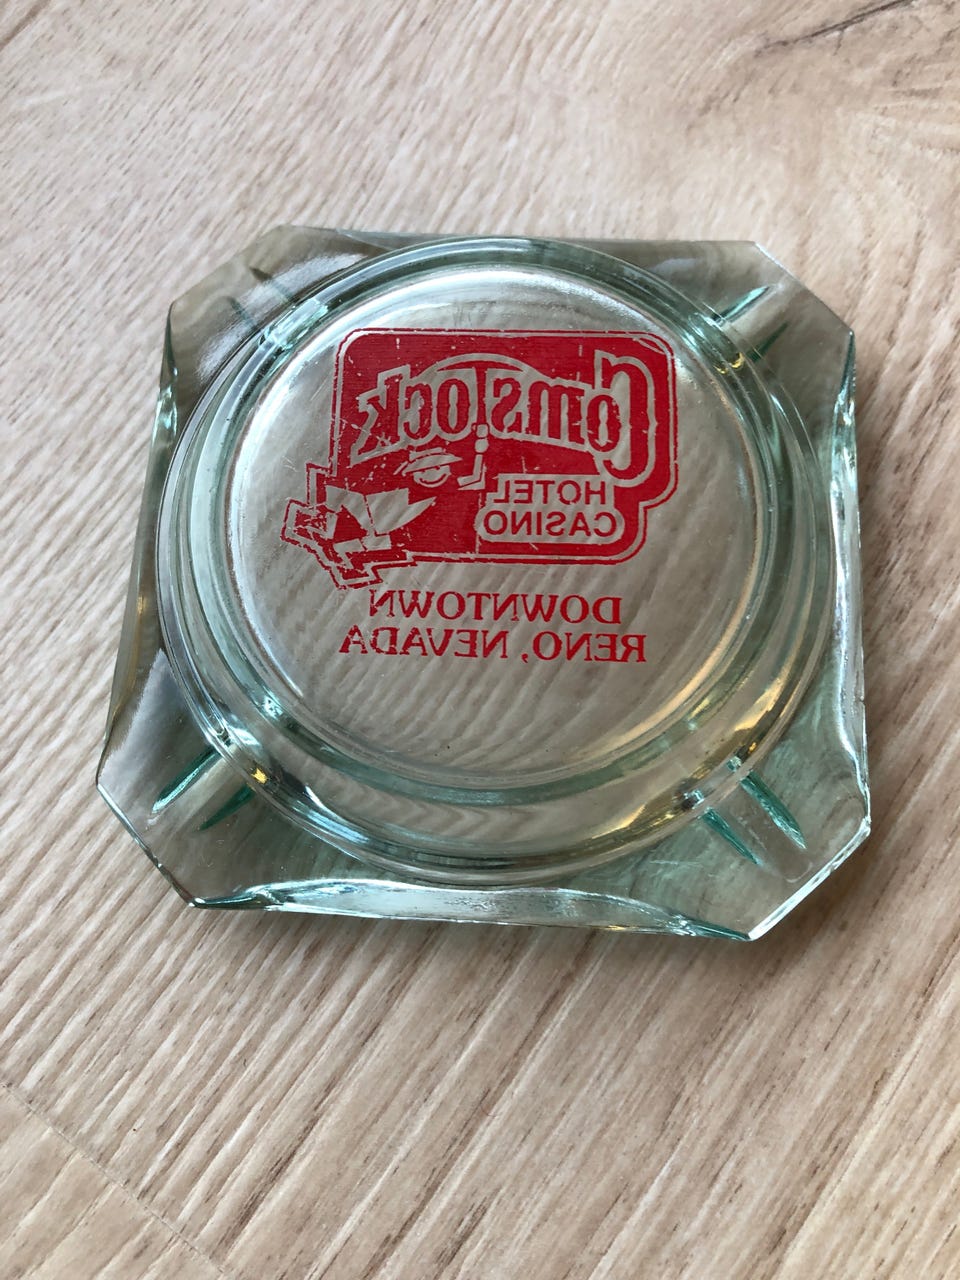 Comstock
HOTEL
CASINO
DOWNTOWN
RENO, NEVADA